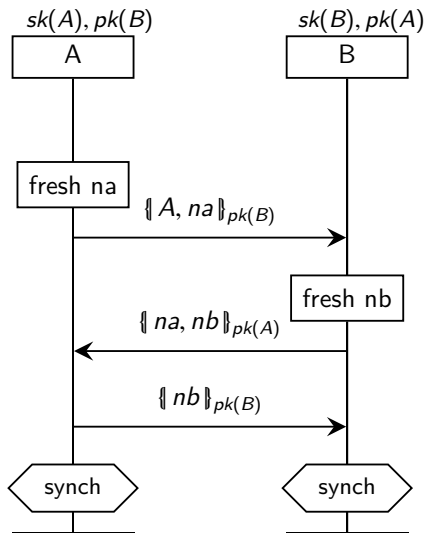 sk(A), pk(B)
sk(B), pk(A)
A
B
fresh na
⦃A, na⦄pk(B)
fresh nb
⦃na, nb⦄pk(A)
⦃nb⦄pk(B)
synch
synch